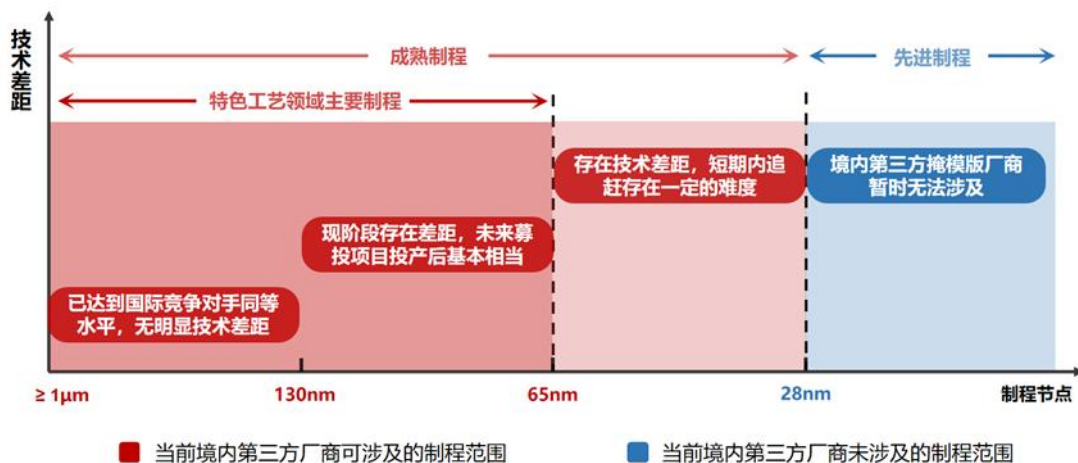 技术差距
成熟制程
先进制程
特色工艺领域主要制程
存在技术差距，短期内追
赶存在一定的难度
境内第三方掩模版厂商
暂时无法涉及
现阶段存在差距，未来募
投项目投产后基本相当
已达到国际竞争对手同等
水平，无明显技术差距
≥1μm
130nm
65nm
28nm
制程节点
当前境内第三方厂商可涉及的制程范围
当前境内第三方厂商未涉及的制程范围